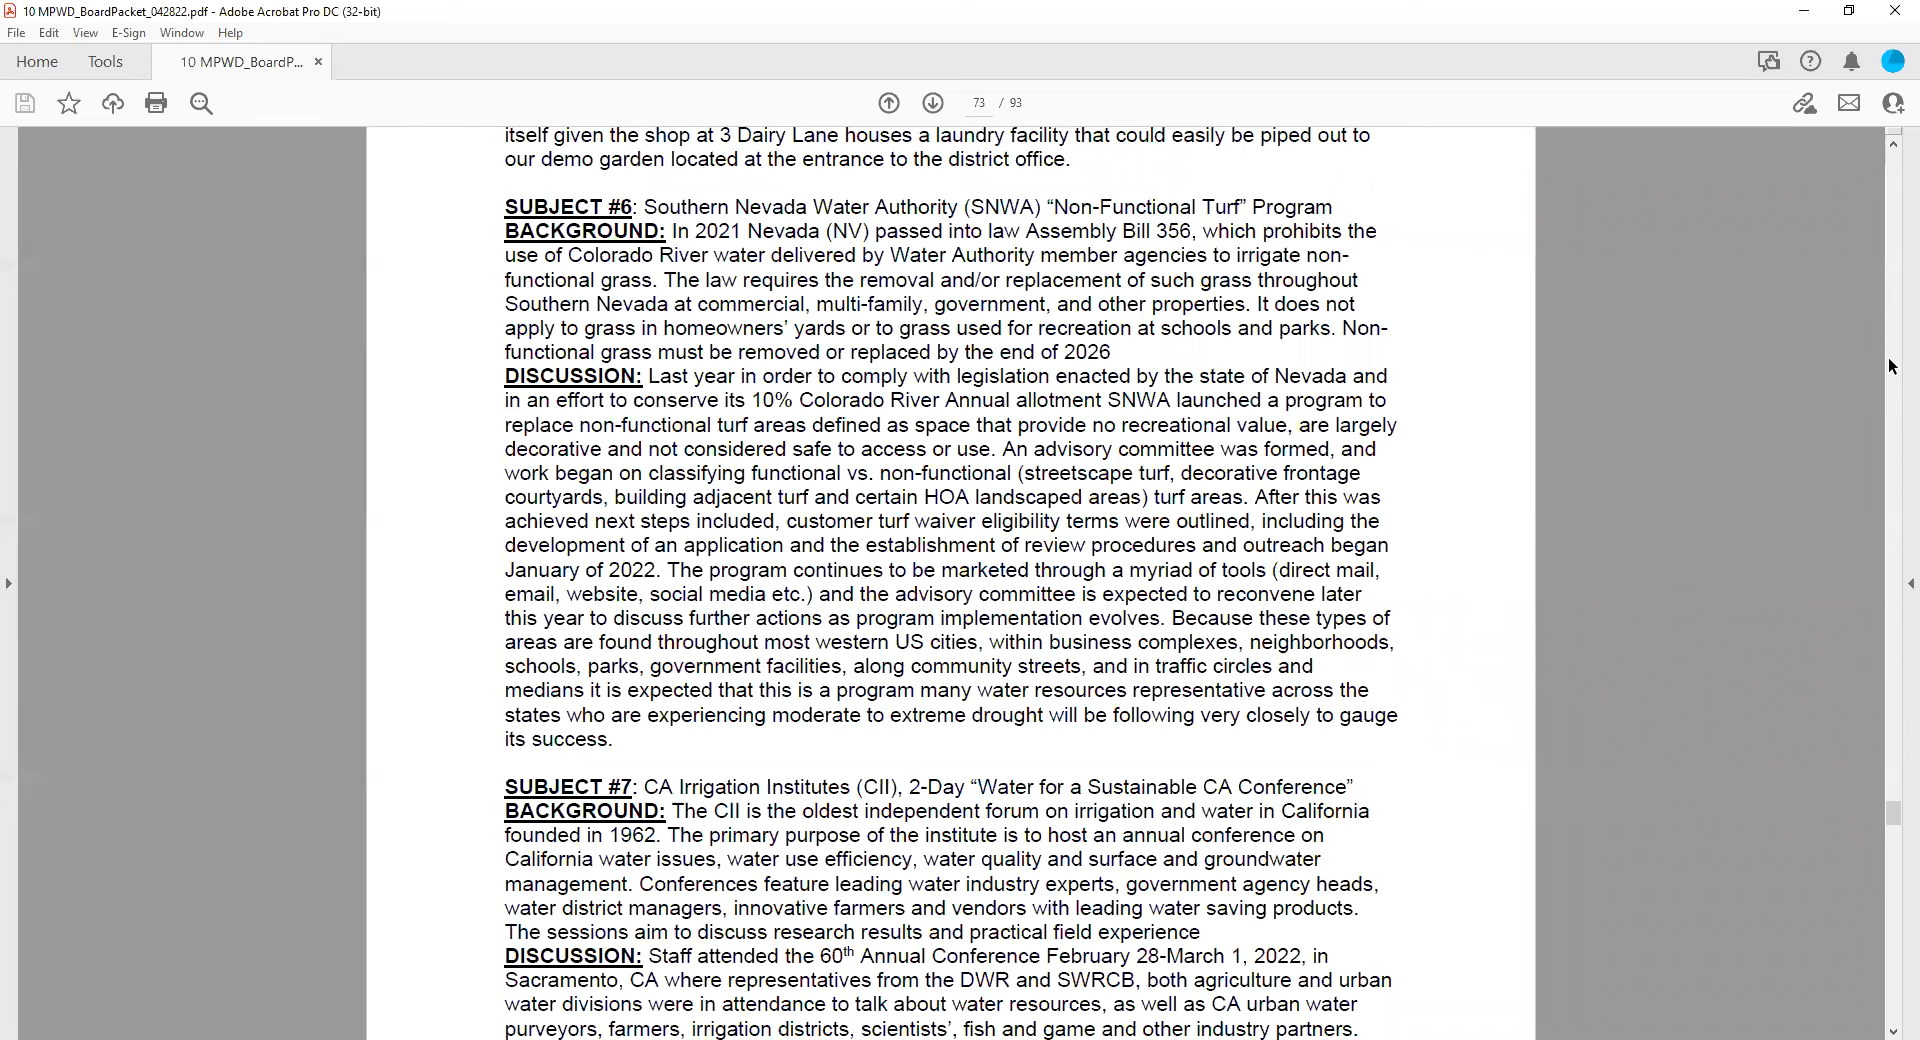 10 MPWD_BoardPacket_042822.pdf - Adobe Acrobat Pro DC (32-bit)
File Edit View E-Sign Window Help
Home Tools 10 MPWD_BoardP... ×
73 / 93
itself given the shop at 3 Dairy Lane houses a laundry facility that could easily be piped out to
our demo garden located at the entrance to the district office.
SUBJECT #6: Southern Nevada Water Authority (SNWA) “Non-Functional Turf” Program
BACKGROUND: In 2021 Nevada (NV) passed into law Assembly Bill 356, which prohibits the
use of Colorado River water delivered by Water Authority member agencies to irrigate non-
functional grass. The law requires the removal and/or replacement of such grass throughout
Southern Nevada at commercial, multi-family, government, and other properties. It does not
apply to grass in homeowners’ yards or to grass used for recreation at schools and parks. Non-
functional grass must be removed or replaced by the end of 2026
DISCUSSION: Last year in order to comply with legislation enacted by the state of Nevada and
in an effort to conserve its 10% Colorado River Annual allotment SNWA launched a program to
replace non-functional turf areas defined as space that provide no recreational value, are largely
decorative and not considered safe to access or use. An advisory committee was formed, and
work began on classifying functional vs. non-functional (streetscape turf, decorative frontage
courtyards, building adjacent turf and certain HOA landscaped areas) turf areas. After this was
achieved next steps included, customer turf waiver eligibility terms were outlined, including the
development of an application and the establishment of review procedures and outreach began
January of 2022. The program continues to be marketed through a myriad of tools (direct mail,
email, website, social media etc.) and the advisory committee is expected to reconvene later
this year to discuss further actions as program implementation evolves. Because these types of
areas are found throughout most western US cities, within business complexes, neighborhoods,
schools, parks, government facilities, along community streets, and in traffic circles and
medians it is expected that this is a program many water resources representative across the
states who are experiencing moderate to extreme drought will be following very closely to gauge
its success.
SUBJECT #7: CA Irrigation Institutes (CII), 2-Day “Water for a Sustainable CA Conference”
BACKGROUND: The CII is the oldest independent forum on irrigation and water in California
founded in 1962. The primary purpose of the institute is to host an annual conference on
California water issues, water use efficiency, water quality and surface and groundwater
management. Conferences feature leading water industry experts, government agency heads,
water district managers, innovative farmers and vendors with leading water saving products.
The sessions aim to discuss research results and practical field experience
DISCUSSION: Staff attended the 60th Annual Conference February 28-March 1, 2022, in
Sacramento, CA where representatives from the DWR and SWRCB, both agriculture and urban
water divisions were in attendance to talk about water resources, as well as CA urban water
purveyors, farmers, irrigation districts, scientists’, fish and game and other industry partners.